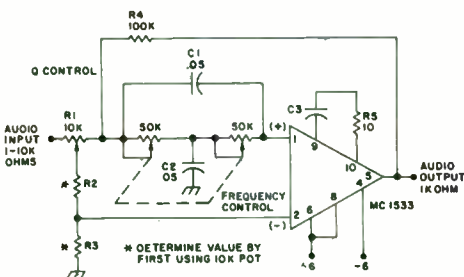 R4
100K
C1
.05
Q CONTROL
R1
10K
50K
50K
C3
R5
10
AUDIO
INPUT
1-10K
OHMS
(+)
1
9
10
5
4
AUDIO
OUTPUT
1K OHM
C2
.05
* R2
FREQUENCY
CONTROL
MC 1533
(-)
2
6
8
* R3
* DETERMINE VALUE BY
FIRST USING 10K POT
-6